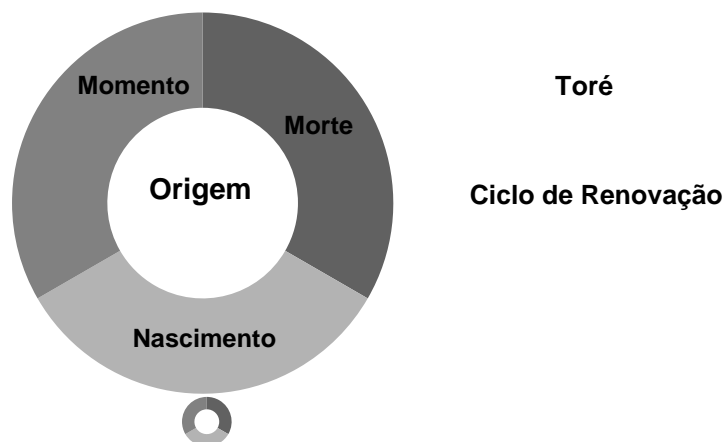 Momento
Morte
Origem
Nascimento
Toré
Ciclo de Renovação